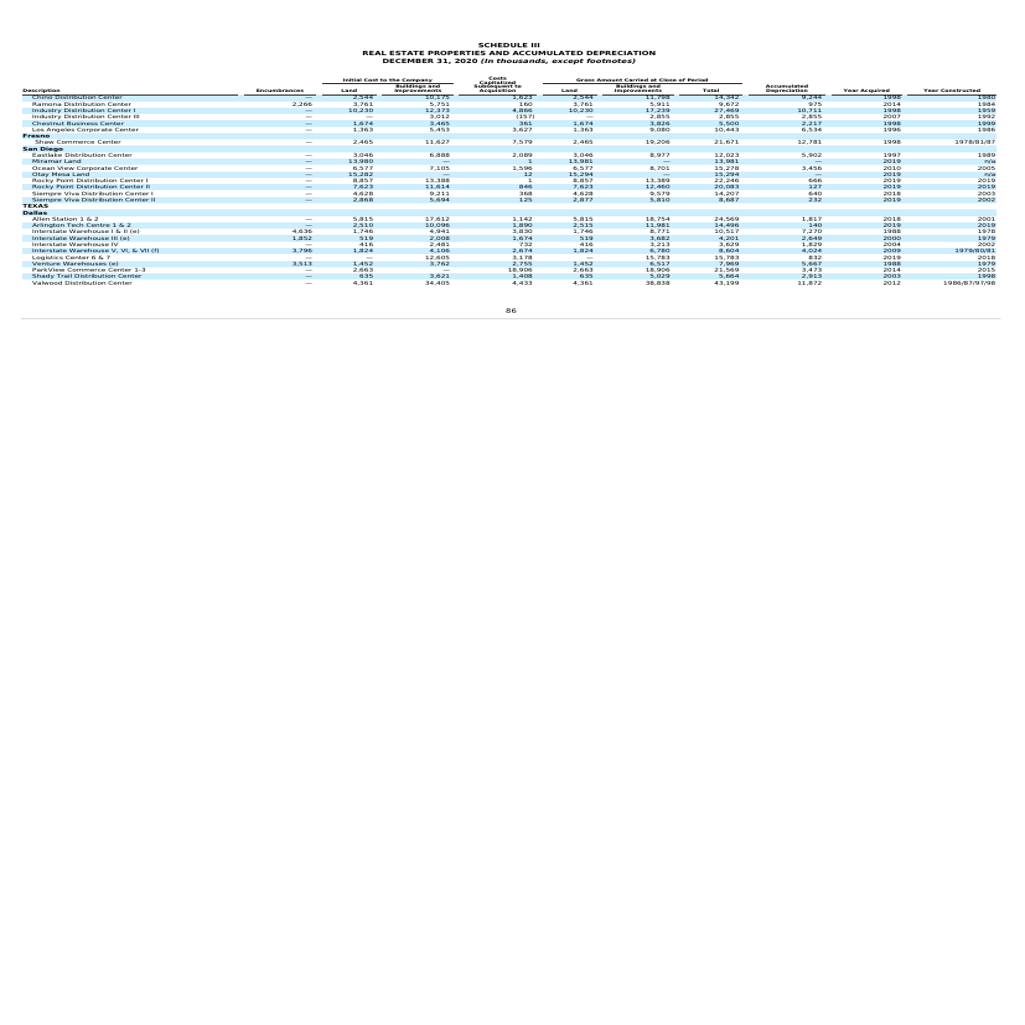 SCHEDULE III
REAL ESTATE PROPERTIES AND ACCUMULATED DEPRECIATION
DECEMBER 31, 2020 (In thousands, except footnotes)
Initial Cost to the Company Costs Capitalized Subsequent to Acquisition Gross Amount Carried at Close of Period
Description Encumbrances Land Buildings and Improvements Land Buildings and Improvements Total Accumulated Depreciation Year Acquired Year Constructed
Chino Distribution Center — 2,544 10,175 1,623 2,544 11,798 14,342 9,244 1998 1980
Ramona Distribution Center 2,266 3,761 5,751 160 3,761 5,911 9,672 975 2014 1984
Industry Distribution Center I — 10,230 12,373 4,866 10,230 17,239 27,469 10,711 1998 1959
Industry Distribution Center III — — 3,012 (157) — 2,855 2,855 2,855 2007 1992
Chestnut Business Center — 1,674 3,465 361 1,674 3,826 5,500 2,217 1998 1999
Los Angeles Corporate Center — 1,363 5,453 3,627 1,363 9,080 10,443 6,534 1996 1986
Fresno
Shaw Commerce Center — 2,465 11,627 7,579 2,465 19,206 21,671 12,781 1998 1978/81/87
San Diego
Eastlake Distribution Center — 3,046 6,888 2,089 3,046 8,977 12,023 5,902 1997 1989
Miramar Land — 13,980 — 1 13,981 — 13,981 — 2019 n/a
Ocean View Corporate Center — 6,577 7,105 1,596 6,577 8,701 15,278 3,456 2010 2005
Otay Mesa Land — 15,282 — 12 15,294 — 15,294 — 2019 n/a
Rocky Point Distribution Center I — 8,857 13,388 1 8,857 13,389 22,246 666 2019 2019
Rocky Point Distribution Center II — 7,623 11,614 846 7,623 12,460 20,083 127 2019 2019
Siempre Viva Distribution Center I — 4,628 9,211 368 4,628 9,579 14,207 640 2018 2003
Siempre Viva Distribution Center II — 2,868 5,694 125 2,877 5,810 8,687 232 2019 2002
TEXAS
Dallas
Allen Station 1 & 2 — 5,815 17,612 1,142 5,815 18,754 24,569 1,817 2018 2001
Arlington Tech Centre 1 & 2 — 2,510 10,096 1,890 2,515 11,981 14,496 140 2019 2019
Interstate Warehouse I & II (e) 4,636 1,746 4,941 3,830 1,746 8,771 10,517 7,270 1988 1978
Interstate Warehouse III (e) 1,852 519 2,008 1,674 519 3,682 4,201 2,649 2000 1979
Interstate Warehouse IV — 416 2,481 732 416 3,213 3,629 1,829 2004 2002
Interstate Warehouse V, VI, & VII (f) 3,796 1,824 4,106 2,674 1,824 6,780 8,604 4,024 2009 1979/80/81
Logistics Center 6 & 7 — — 12,605 3,178 — 15,783 15,783 832 2019 2018
Venture Warehouses (e) 3,513 1,452 3,762 2,755 1,452 6,517 7,969 5,667 1988 1979
ParkView Commerce Center 1-3 — 2,663 — 18,906 2,663 18,906 21,569 3,473 2014 2015
Shady Trail Distribution Center — 635 3,621 1,408 635 5,029 5,664 2,913 2003 1998
Valwood Distribution Center — 4,361 34,405 4,433 4,361 38,838 43,199 11,872 2012 1986/87/97/98
86